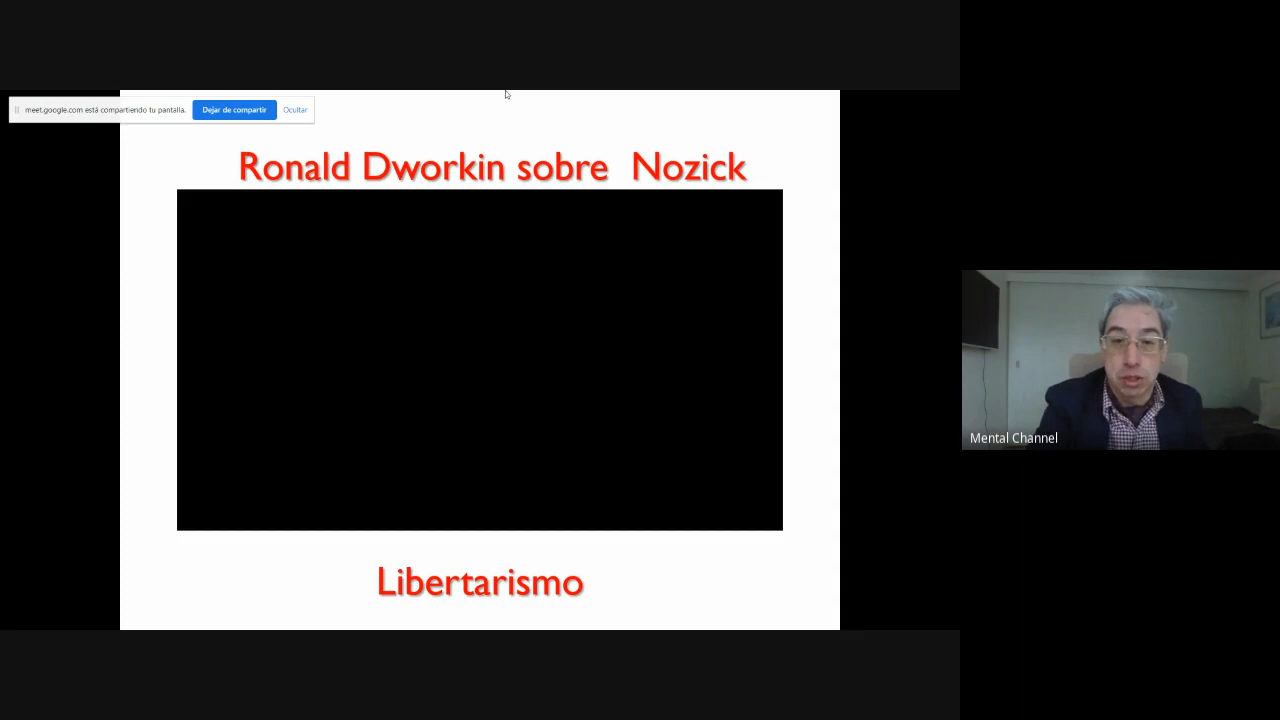 meet.google.com está compartiendo tu pantalla. Dejar de compartir Ocultar
Ronald Dworkin sobre Nozick
Libertarismo
Mental Channel